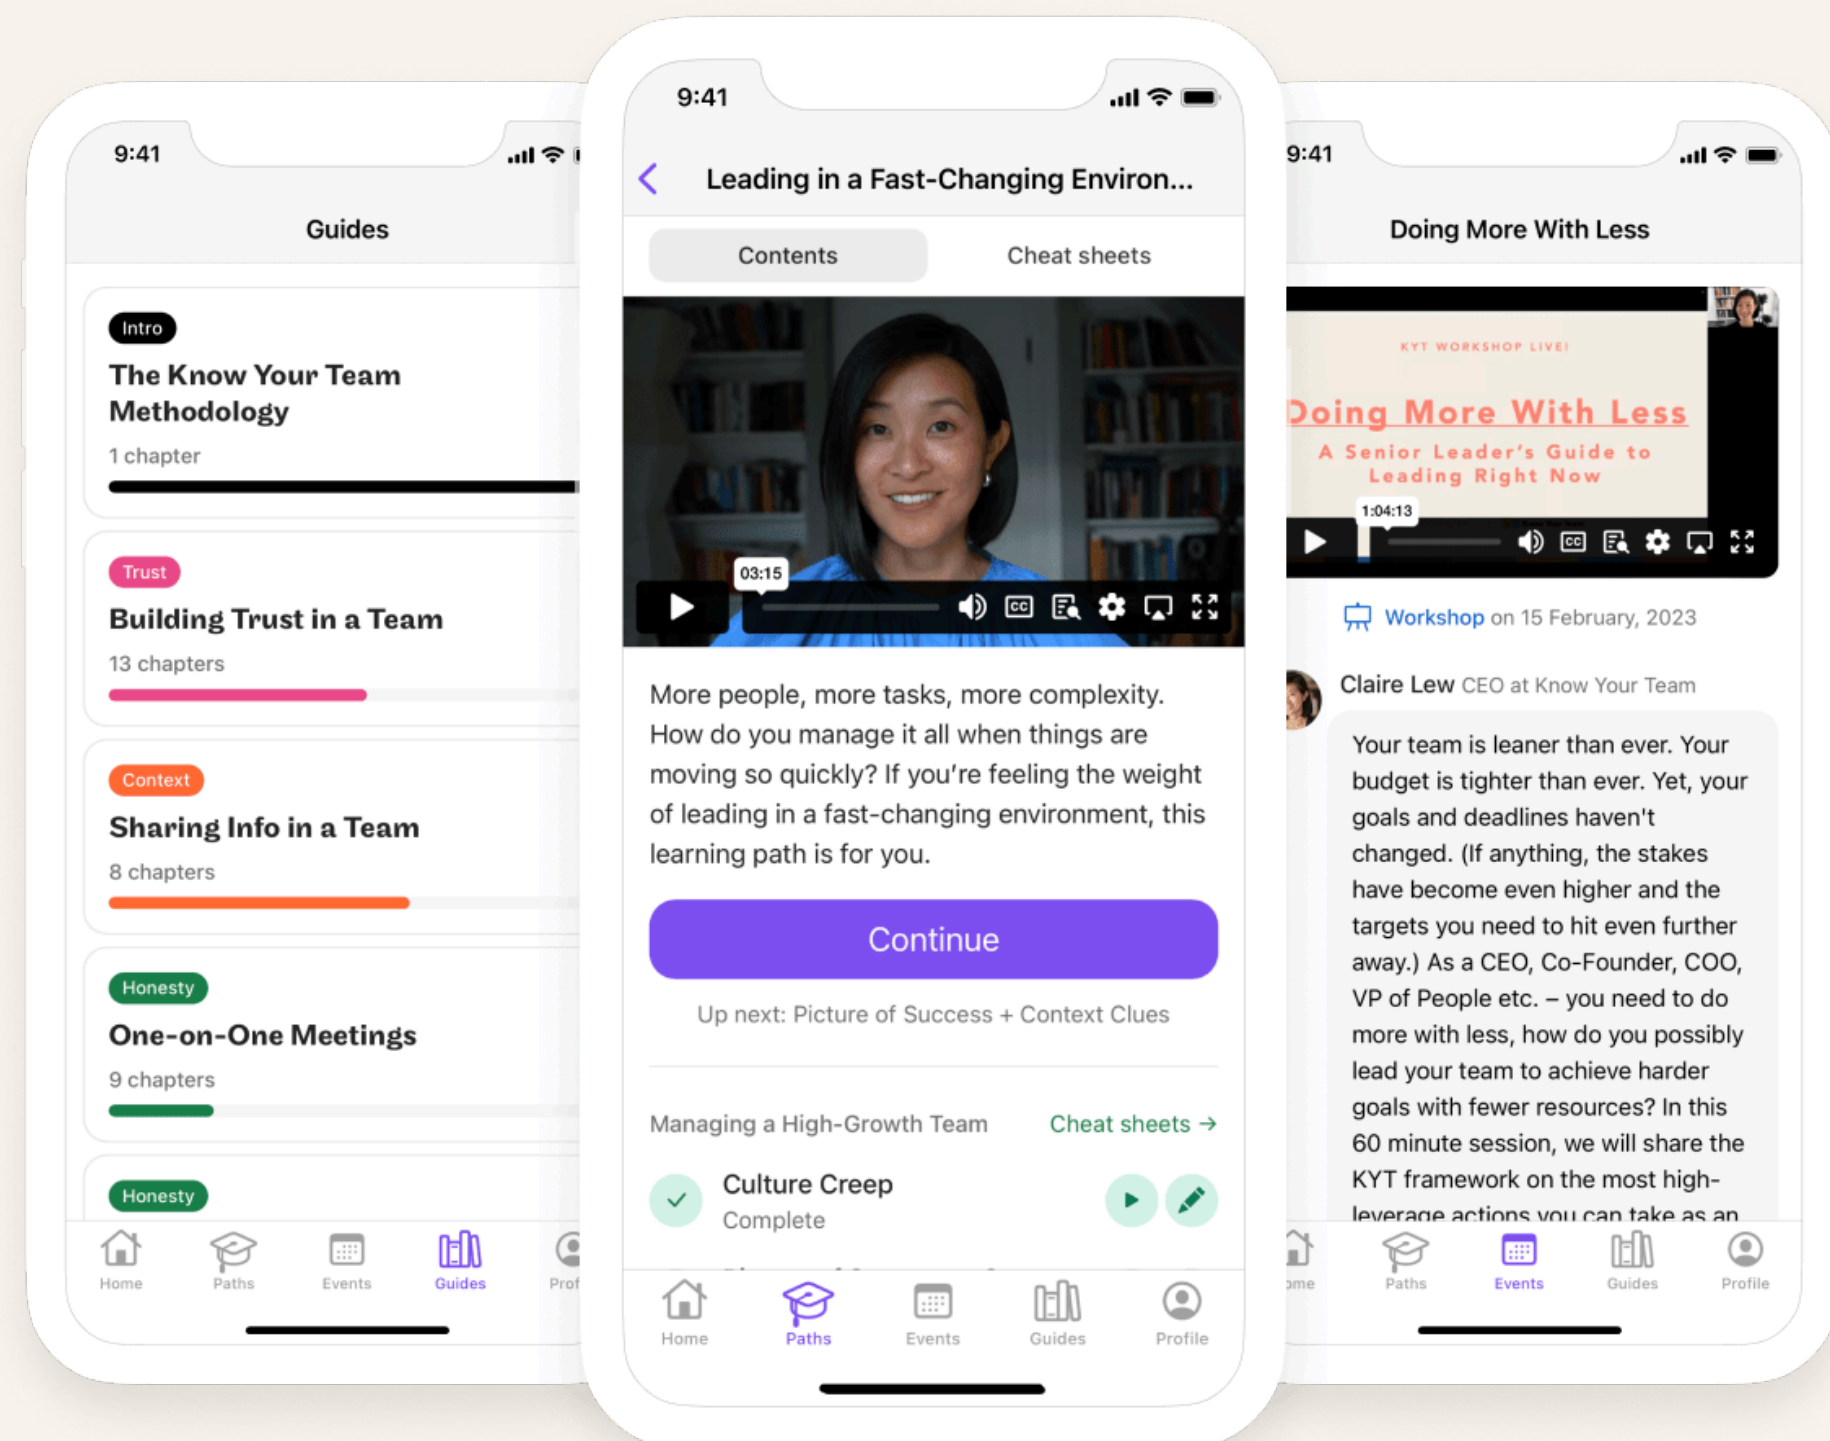 9:41
Guides
Intro
The Know Your Team
Methodology
1 chapter
Trust
Building Trust in a Team
13 chapters
Context
Sharing Info in a Team
8 chapters
Honesty
One-on-One Meetings
9 chapters
Honesty
Home
Paths
Events
Guides
Prof
9:41
Leading in a Fast-Changing Environ...
Contents
Cheat sheets
03:15
CC
More people, more tasks, more complexity.
How do you manage it all when things are
moving so quickly? If you're feeling the weight
of leading in a fast-changing environment, this
learning path is for you.
Continue
Up next: Picture of Success + Context Clues
Managing a High-Growth Team
Cheat sheets →
Culture Creep
Complete
Home
Paths
Events
Guides
Profile
9:41
Doing More With Less
KYT WORKSHOP LIVE!
Doing More With Less
A Senior Leader's Guide to
Leading Right Now
1:04:13
CC
Workshop on 15 February, 2023
Claire Lew CEO at Know Your Team
Your team is leaner than ever. Your
budget is tighter than ever. Yet, your
goals and deadlines haven't
changed. (If anything, the stakes
have become even higher and the
targets you need to hit even further
away.) As a CEO, Co-Founder, COO,
VP of People etc. – you need to do
more with less, how do you possibly
lead your team to achieve harder
goals with fewer resources? In this
60 minute session, we will share the
KYT framework on the most high-
leverage actions you can take as an
ome
Paths
Events
Guides
Profile